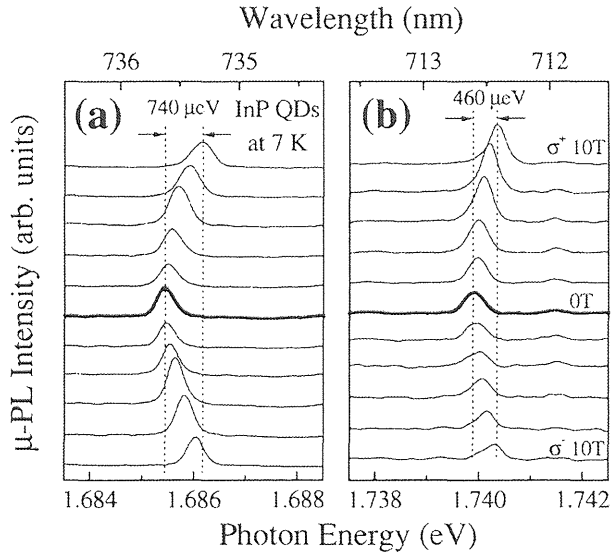 Wavelength (nm)
736 735 713 712
(a) 740 μeV InP QDs
at 7 K
(b) 460 μeV
σ+ 10T
0T
σ- 10T
μ-PL Intensity (arb. units)
1.684 1.686 1.688 1.738 1.740 1.742
Photon Energy (eV)